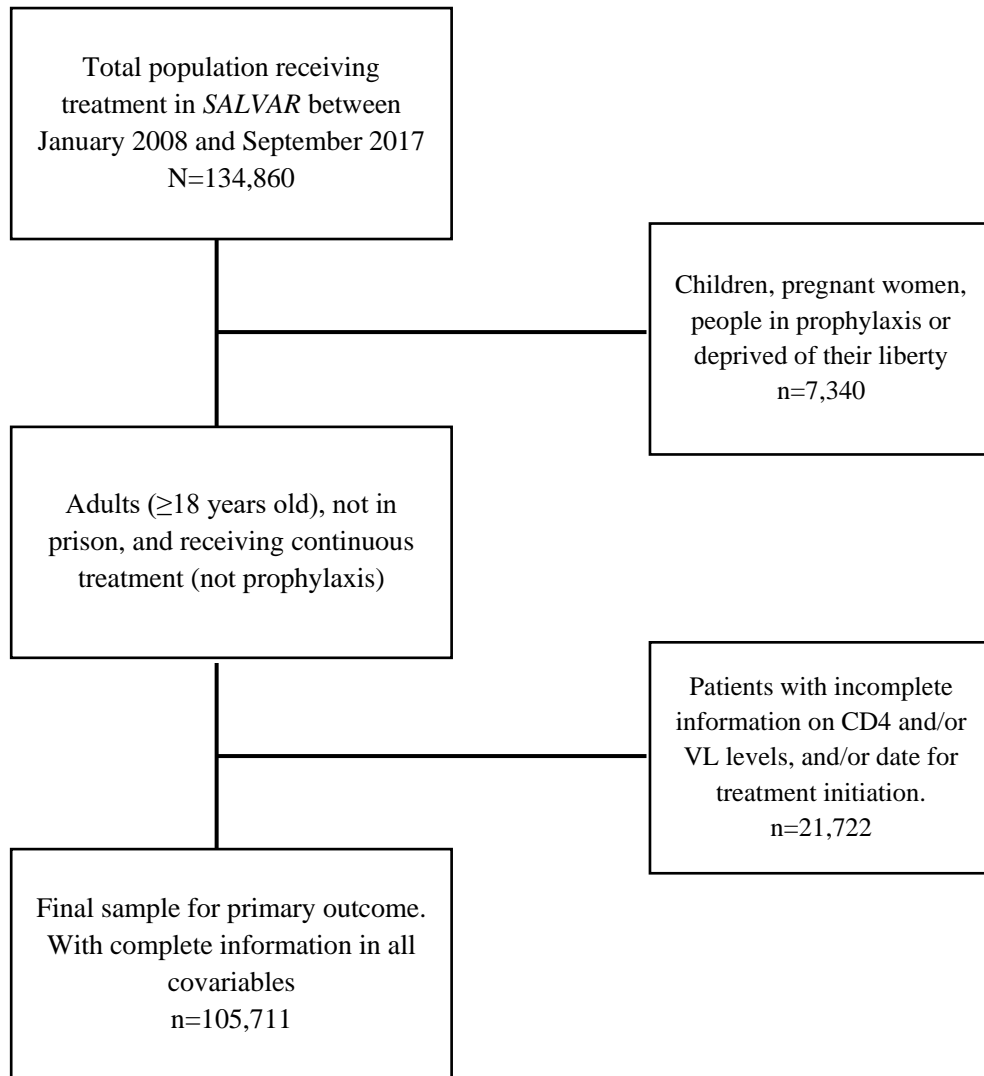 Total population receiving
treatment in SALVAR between
January 2008 and September 2017
N=134,860
Children, pregnant women,
people in prophylaxis or
deprived of their liberty
n=7,340
Adults (≥18 years old), not in
prison, and receiving continuous
treatment (not prophylaxis)
Patients with incomplete
information on CD4 and/or
VL levels, and/or date for
treatment initiation.
n=21,722
Final sample for primary outcome.
With complete information in all
covariables
n=105,711